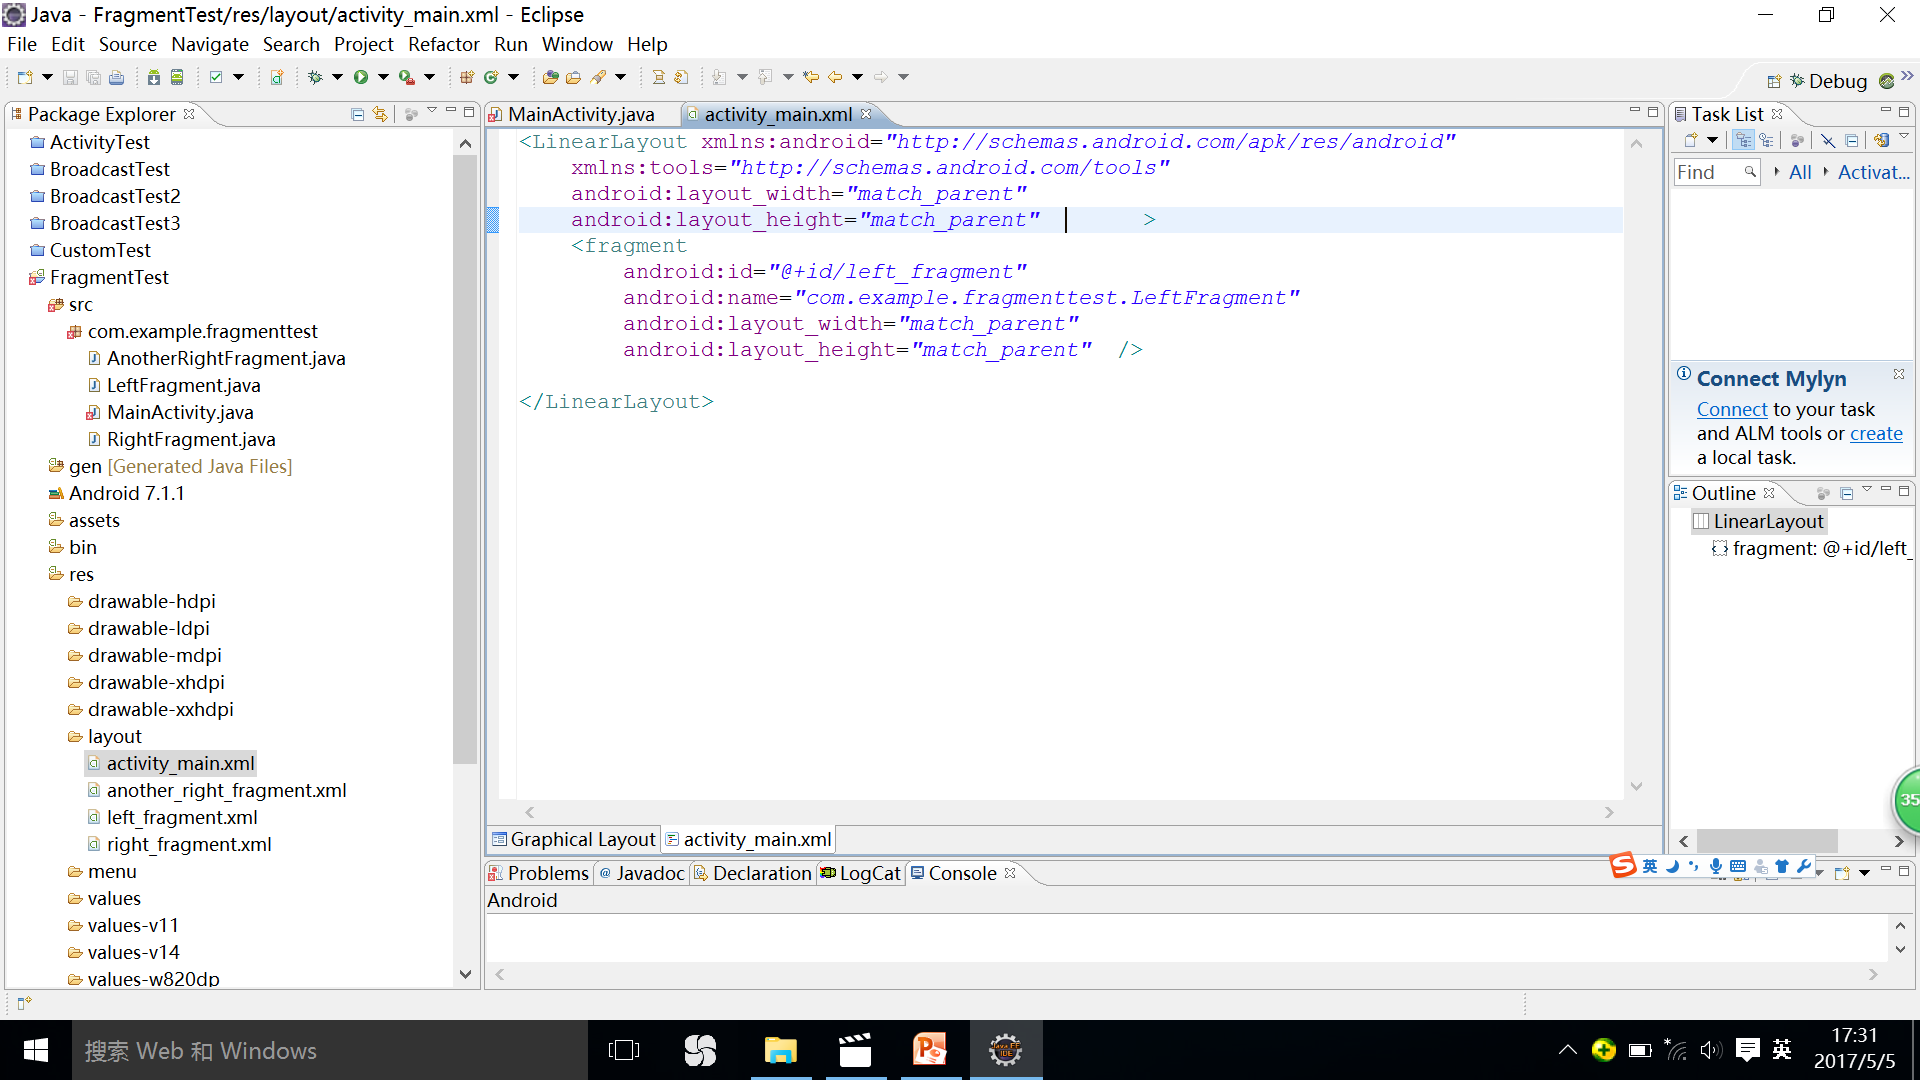 Java - FragmentTest/res/layout/activity_main.xml - Eclipse
File Edit Source Navigate Search Project Refactor Run Window Help
Debug
Package Explorer
ActivityTest
BroadcastTest
BroadcastTest2
BroadcastTest3
CustomTest
FragmentTest
src
com.example.fragmenttest
AnotherRightFragment.java
LeftFragment.java
MainActivity.java
RightFragment.java
gen [Generated Java Files]
Android 7.1.1
assets
bin
res
drawable-hdpi
drawable-ldpi
drawable-mdpi
drawable-xhdpi
drawable-xxhdpi
layout
activity_main.xml
another_right_fragment.xml
left_fragment.xml
right_fragment.xml
menu
values
values-v11
values-v14
values-w820dp
MainActivity.java activity_main.xml
<LinearLayout xmlns:android="http://schemas.android.com/apk/res/android"
xmlns:tools="http://schemas.android.com/tools"
android:layout_width="match_parent"
android:layout_height="match_parent" >
<fragment
android:id="@+id/left_fragment"
android:name="com.example.fragmenttest.LeftFragment"
android:layout_width="match_parent"
android:layout_height="match_parent" />
</LinearLayout>
Graphical Layout activity_main.xml
Problems @ Javadoc Declaration LogCat Console
Android
Task List
Find All Activat...
Connect Mylyn
Connect to your task
and ALM tools or create
a local task.
Outline
LinearLayout
fragment: @+id/left_
35
英
搜索 Web 和 Windows
Java EE
IDE
英
17:31
2017/5/5